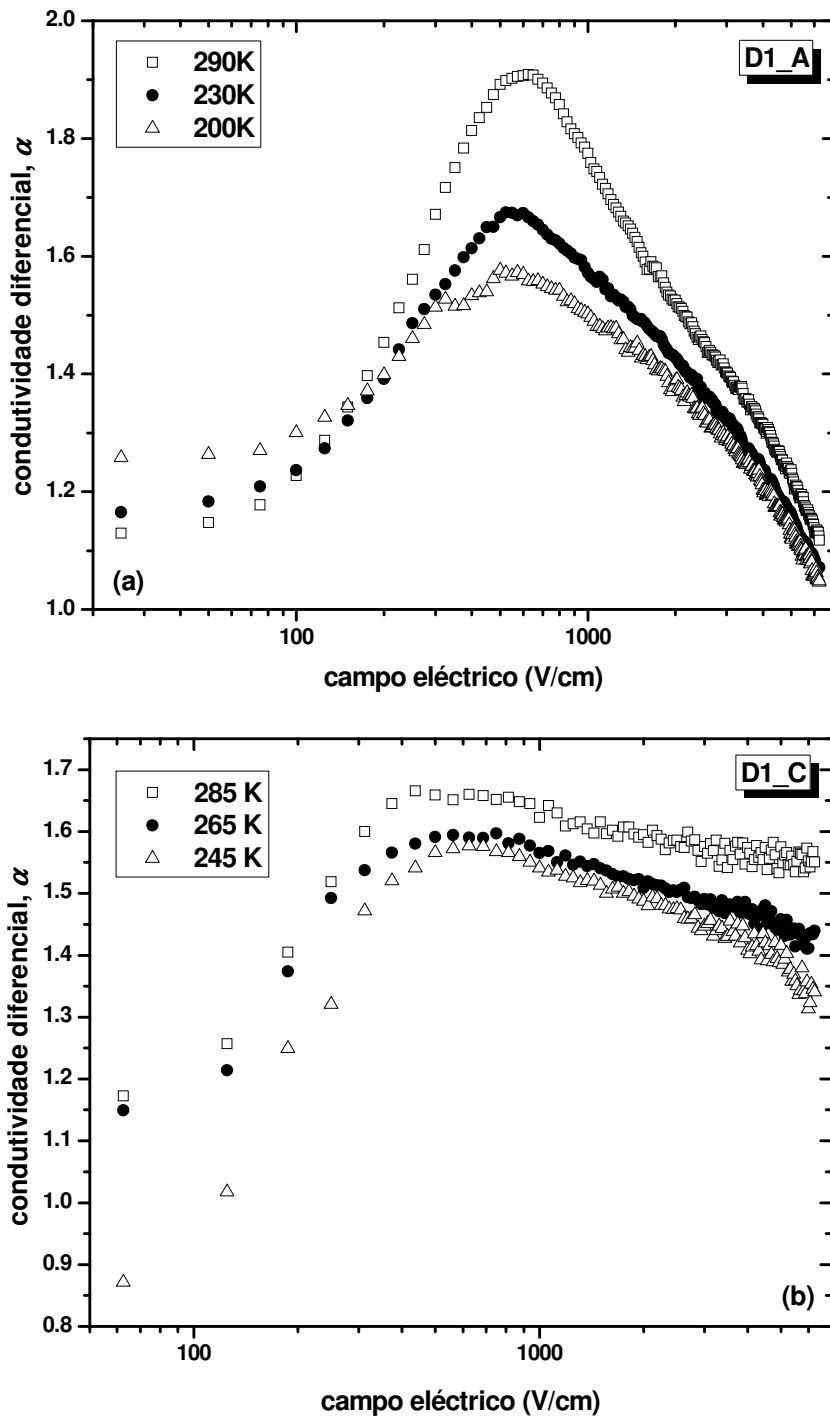 D1_A
290K
230K
200K
2.0
1.8
1.6
1.4
1.2
1.0
condutividade diferencial, α
(a)
100
1000
campo eléctrico (V/cm)
D1_C
285 K
265 K
245 K
1.7
1.6
1.5
1.4
1.3
1.2
1.1
1.0
0.9
0.8
condutividade diferencial, α
(b)
100
1000
campo eléctrico (V/cm)